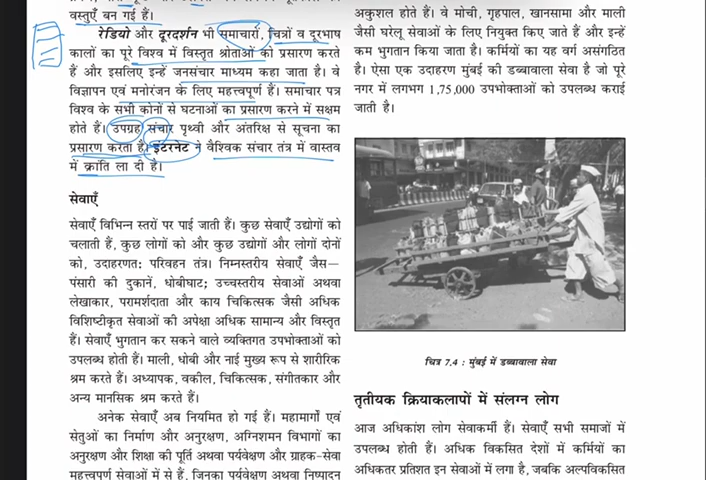 वस्तुएँ बन गई हैं।
रेडियो और दूरदर्शन भी समाचारों, चित्रों व दूरभाष
कालों का पूरे विश्व में विस्तृत श्रोताओं को प्रसारण करते
हैं और इसलिए इन्हें जनसंचार माध्यम कहा जाता है। वे
विज्ञापन एवं मनोरंजन के लिए महत्त्वपूर्ण हैं। समाचार पत्र
विश्व के सभी कोनों से घटनाओं का प्रसारण करने में सक्षम
होते हैं। उपग्रह संचार पृथ्वी और अंतरिक्ष से सूचना का
प्रसारण करता है। इंटरनेट ने वैश्विक संचार तंत्र में वास्तव
में क्रांति ला दी है।
सेवाएँ
सेवाएँ विभिन्न स्तरों पर पाई जाती हैं। कुछ सेवाएँ उद्योगों को
चलाती हैं, कुछ लोगों को और कुछ उद्योगों और लोगों दोनों
को, उदाहरणतः परिवहन तंत्र। निम्नस्तरीय सेवाएँ जैस—
पंसारी की दुकानें, धोबीघाट; उच्चस्तरीय सेवाओं अथवा
लेखाकार, परामर्शदाता और काय चिकित्सक जैसी अधिक
विशिष्टीकृत सेवाओं की अपेक्षा अधिक सामान्य और विस्तृत
हैं। सेवाएँ भुगतान कर सकने वाले व्यक्तिगत उपभोक्ताओं को
उपलब्ध होती हैं। माली, धोबी और नाई मुख्य रूप से शारीरिक
श्रम करते हैं। अध्यापक, वकील, चिकित्सक, संगीतकार और
अन्य मानसिक श्रम करते हैं।
अनेक सेवाएँ अब नियमित हो गई हैं। महामार्गों एवं
सेतुओं का निर्माण और अनुरक्षण, अग्निशमन विभागों का
अनुरक्षण और शिक्षा की पूर्ति अथवा पर्यवेक्षण और ग्राहक-सेवा
महत्त्वपूर्ण सेवाओं में से हैं, जिनका पर्यवेक्षण अथवा निष्पादन
अकुशल होते हैं। वे मोची, गृहपाल, खानसामा और माली
जैसी घरेलू सेवाओं के लिए नियुक्त किए जाते हैं और इन्हें
कम भुगतान किया जाता है। कर्मियों का यह वर्ग असंगठित
है। ऐसा एक उदाहरण मुंबई की डब्बावाला सेवा है जो पूरे
नगर में लगभग 1,75,000 उपभोक्ताओं को उपलब्ध कराई
जाती है।
चित्र 7.4 : मुंबई में डब्बावाला सेवा
तृतीयक क्रियाकलापों में संलग्न लोग
आज अधिकांश लोग सेवाकर्मी हैं। सेवाएँ सभी समाजों में
उपलब्ध होती हैं। अधिक विकसित देशों में कर्मियों का
अधिकतर प्रतिशत इन सेवाओं में लगा है, जबकि अल्पविकसित